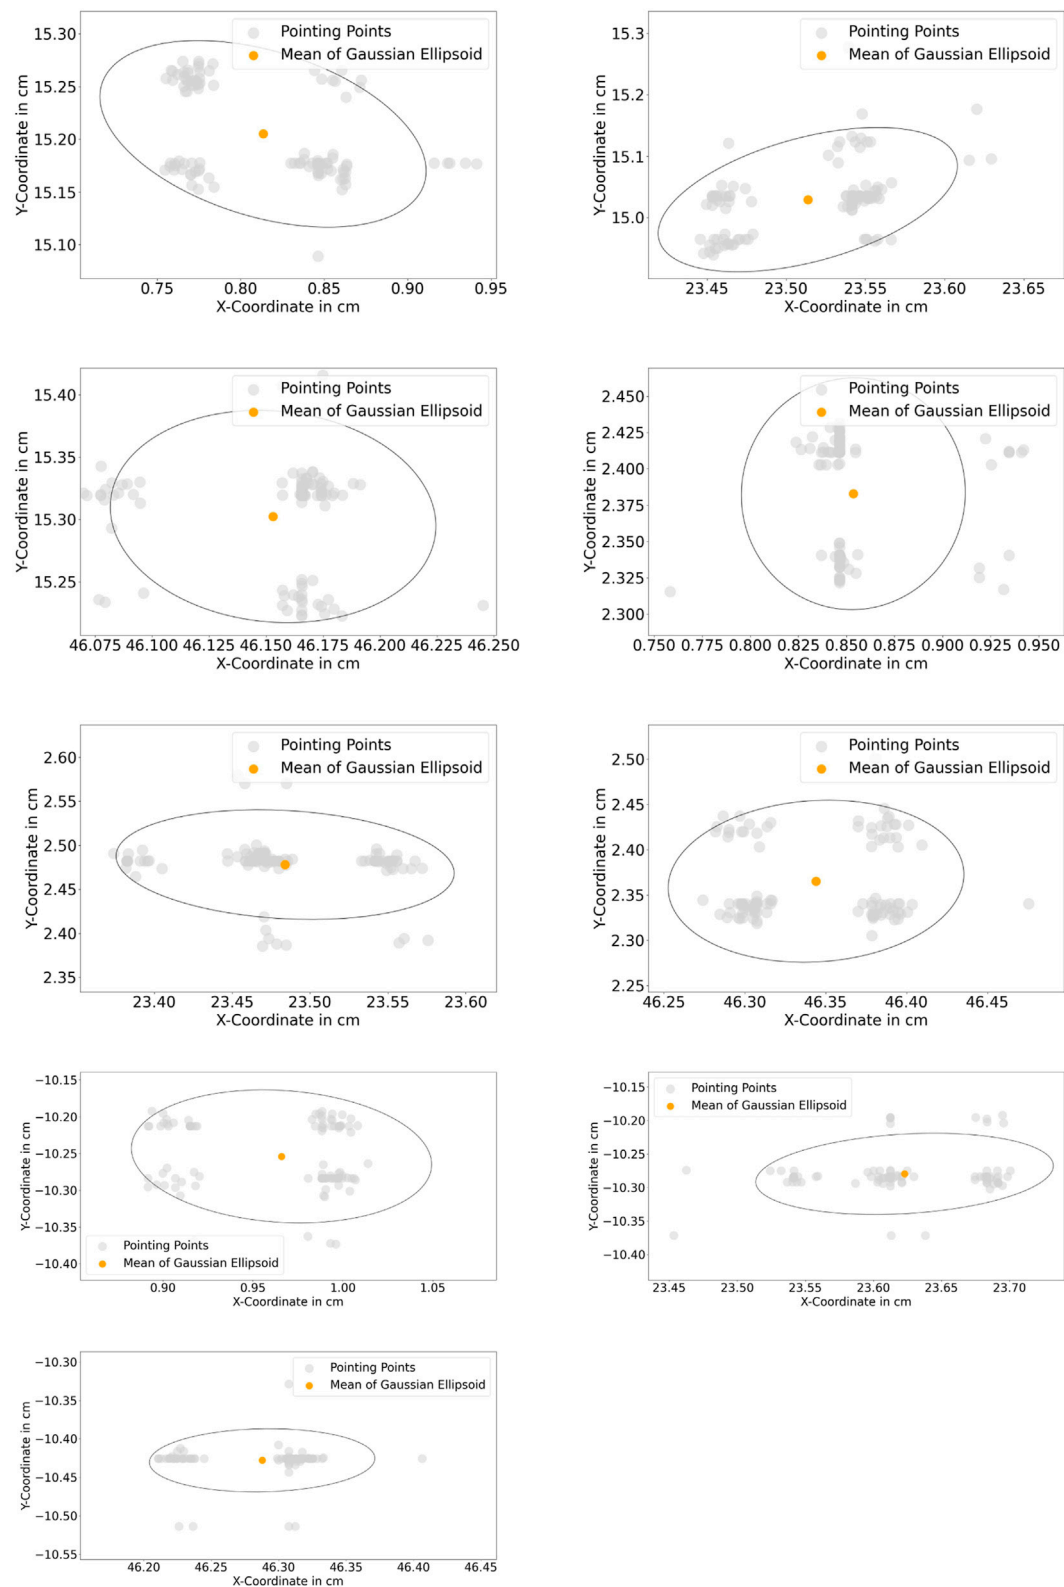 15.30
15.25
15.20
15.15
15.10
Y-Coordinate in cm
Pointing Points
Mean of Gaussian Ellipsoid
0.75 0.80 0.85 0.90 0.95
X-Coordinate in cm
15.3
15.2
15.1
15.0
Y-Coordinate in cm
Pointing Points
Mean of Gaussian Ellipsoid
23.45 23.50 23.55 23.60 23.65
X-Coordinate in cm
15.40
15.35
15.30
15.25
Y-Coordinate in cm
Pointing Points
Mean of Gaussian Ellipsoid
46.075 46.100 46.125 46.150 46.175 46.200 46.225 46.250
X-Coordinate in cm
2.450
2.425
2.400
2.375
2.350
2.325
2.300
Y-Coordinate in cm
Pointing Points
Mean of Gaussian Ellipsoid
0.750 0.775 0.800 0.825 0.850 0.875 0.900 0.925 0.950
X-Coordinate in cm
2.60
2.55
2.50
2.45
2.40
2.35
Y-Coordinate in cm
Pointing Points
Mean of Gaussian Ellipsoid
23.40 23.45 23.50 23.55 23.60
X-Coordinate in cm
2.50
2.45
2.40
2.35
2.30
2.25
Y-Coordinate in cm
Pointing Points
Mean of Gaussian Ellipsoid
46.25 46.30 46.35 46.40 46.45
X-Coordinate in cm
−10.15
−10.20
−10.25
−10.30
−10.35
−10.40
Y-Coordinate in cm
Pointing Points
Mean of Gaussian Ellipsoid
0.90 0.95 1.00 1.05
X-Coordinate in cm
−10.15
−10.20
−10.25
−10.30
−10.35
−10.40
Y-Coordinate in cm
Pointing Points
Mean of Gaussian Ellipsoid
23.45 23.50 23.55 23.60 23.65 23.70
X-Coordinate in cm
−10.30
−10.35
−10.40
−10.45
−10.50
−10.55
Y-Coordinate in cm
Pointing Points
Mean of Gaussian Ellipsoid
46.20 46.25 46.30 46.35 46.40 46.45
X-Coordinate in cm